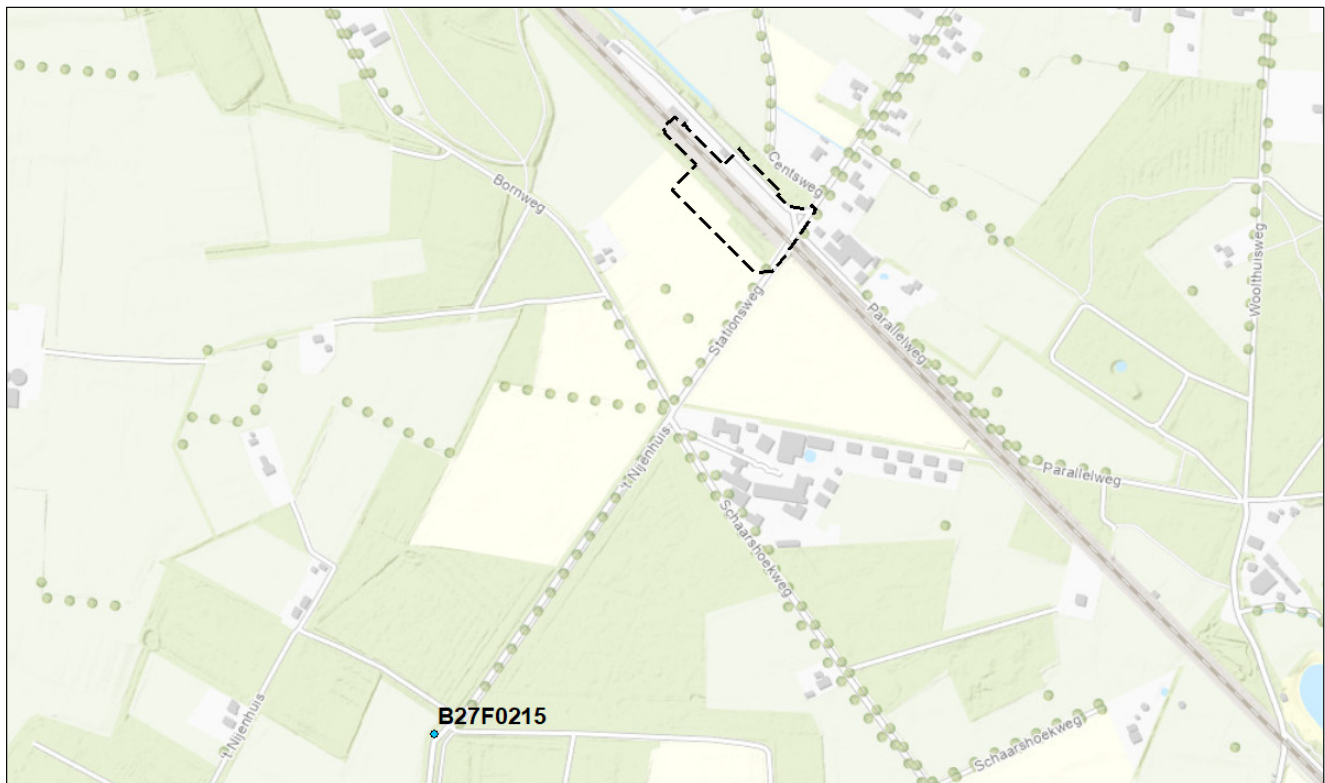 Centsweg
Bornweg
Woolthuisweg
Stationsweg
Parallelweg
't Nijenhuis
Parallelweg
Schaarshoekweg
't Nijenhuis
B27F0215
Schaarshoekweg